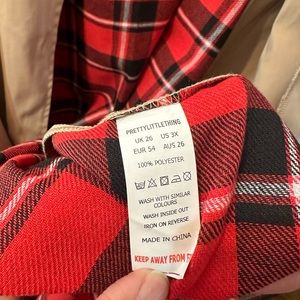 PRETTYLITTLETHING
UK 26 US 3X
EUR 54 AUS 26
100% POLYESTER
WASH WITH SIMILAR
COLOURS
WASH INSIDE OUT
IRON ON REVERSE
MADE IN CHINA
KEEP AWAY FROM